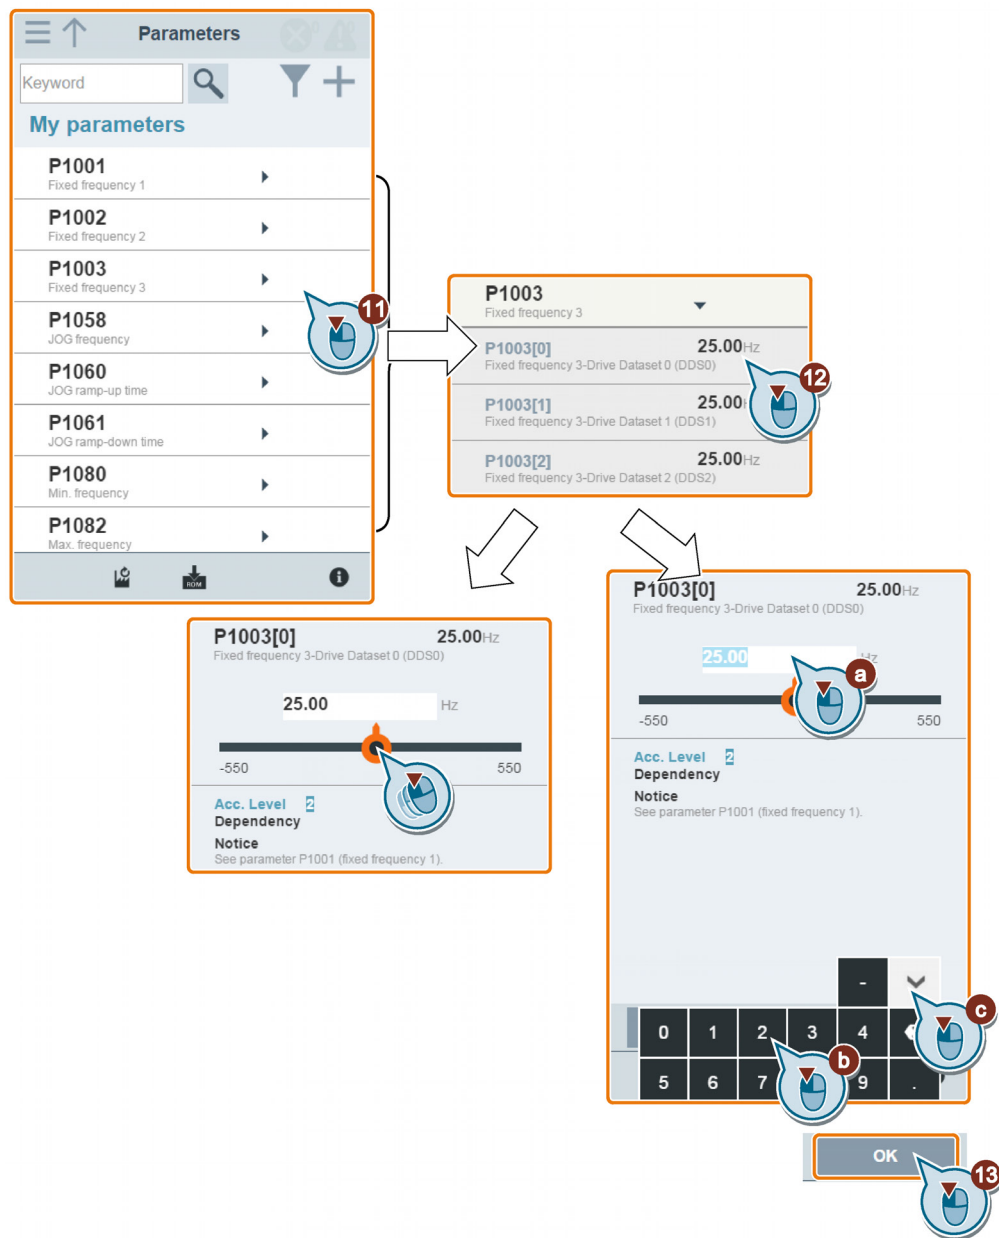 Parameters
Keyword
My parameters
P1001
Fixed frequency 1
P1002
Fixed frequency 2
P1003
Fixed frequency 3
P1058
JOG frequency
P1060
JOG ramp-up time
P1061
JOG ramp-down time
P1080
Min. frequency
P1082
Max. frequency
ROM
11
P1003
Fixed frequency 3
P1003[0] 25.00Hz
Fixed frequency 3-Drive Dataset 0 (DDS0)
P1003[1] 25.00
Fixed frequency 3-Drive Dataset 1 (DDS1)
P1003[2] 25.00Hz
Fixed frequency 3-Drive Dataset 2 (DDS2)
12
P1003[0] 25.00Hz
Fixed frequency 3-Drive Dataset 0 (DDS0)
25.00 Hz
-550 550
Acc. Level 2
Dependency
Notice
See parameter P1001 (fixed frequency 1).
P1003[0] 25.00Hz
Fixed frequency 3-Drive Dataset 0 (DDS0)
25.00 Hz
a
-550 550
Acc. Level 2
Dependency
Notice
See parameter P1001 (fixed frequency 1).
-
c
0 1 2 3 4
b
5 6 7 9 .
OK
13